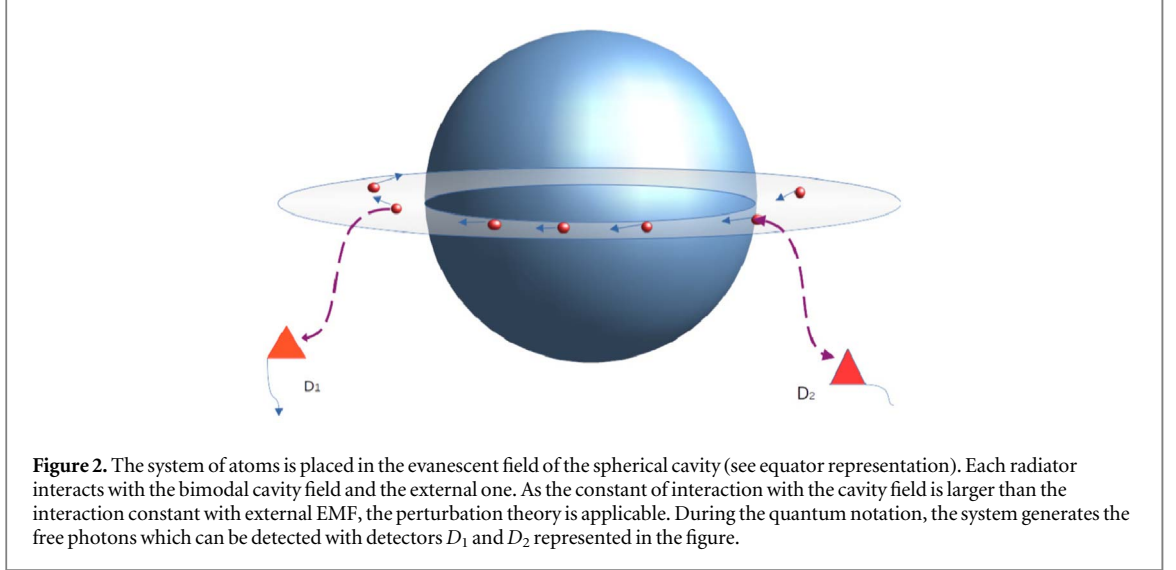 D₁
D₂
Figure 2. The system of atoms is placed in the evanescent field of the spherical cavity (see equator representation). Each radiator
interacts with the bimodal cavity field and the external one. As the constant of interaction with the cavity field is larger than the
interaction constant with external EMF, the perturbation theory is applicable. During the quantum notation, the system generates the
free photons which can be detected with detectors D₁ and D₂ represented in the figure.